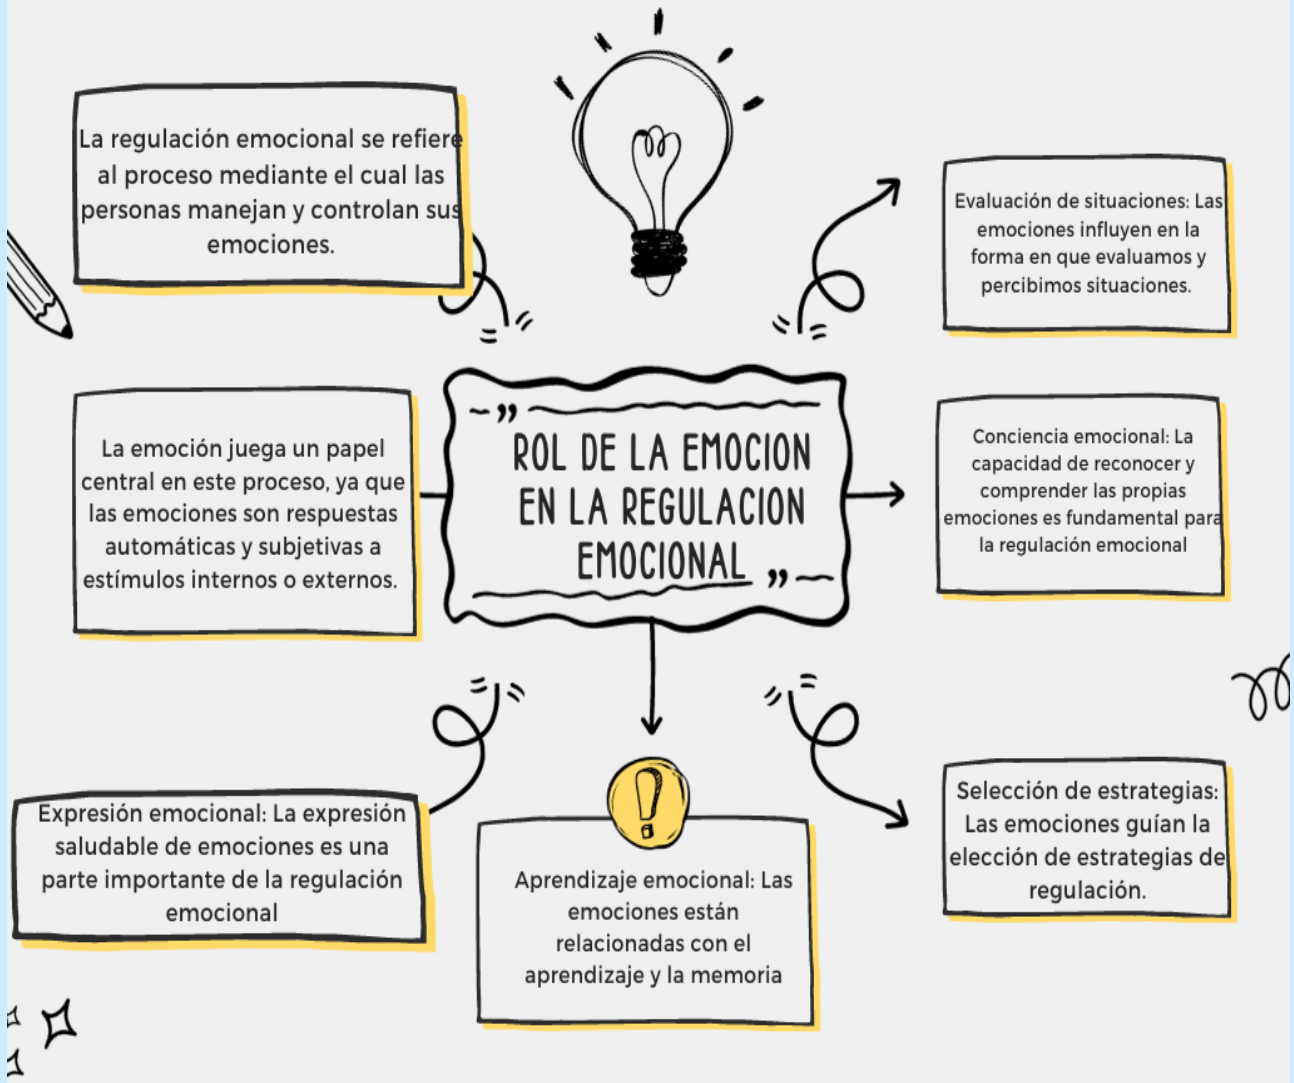 La regulación emocional se refiere
al proceso mediante el cual las
personas manejan y controlan sus
emociones.
Evaluación de situaciones: Las
emociones influyen en la
forma en que evaluamos y
percibimos situaciones.
La emoción juega un papel
central en este proceso, ya que
las emociones son respuestas
automáticas y subjetivas a
estímulos internos o externos.
ROL DE LA EMOCION
EN LA REGULACION
EMOCIONAL
Conciencia emocional: La
capacidad de reconocer y
comprender las propias
emociones es fundamental para
la regulación emocional
Expresión emocional: La expresión
saludable de emociones es una
parte importante de la regulación
emocional
Aprendizaje emocional: Las
emociones están
relacionadas con el
aprendizaje y la memoria
Selección de estrategias:
Las emociones guían la
elección de estrategias de
regulación.